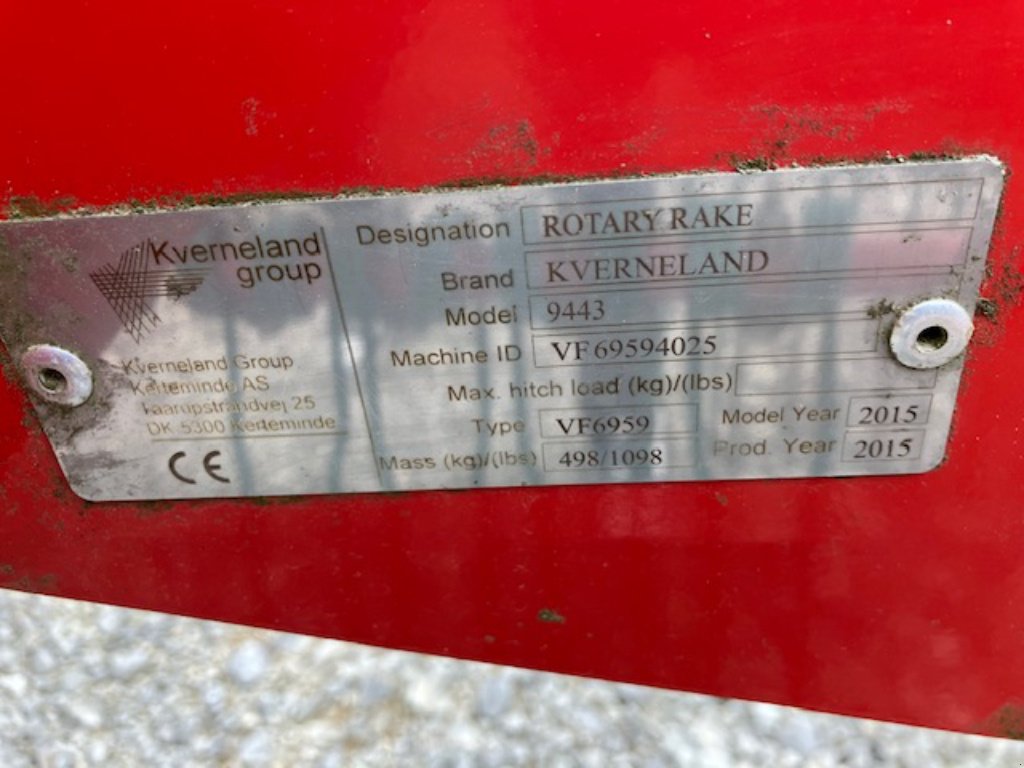 Kverneland
group
Kverneland Group
Kerteminde AS
Taarupstrandvej 25
DK 5300 Kerteminde
CE
Designation ROTARY RAKE
Brand KVERNELAND
Model 9443
Machine ID VF69594025
Max. hitch load (kg)/(lbs)
Type VF6959 Model Year 2015
Mass (kg)/(lbs) 498/1098 Prod. Year 2015